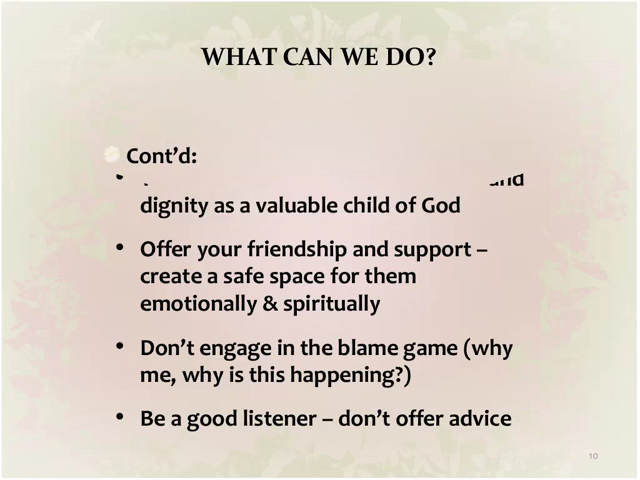 WHAT CAN WE DO?
Cont’d:
and
dignity as a valuable child of God
• Offer your friendship and support –
create a safe space for them
emotionally & spiritually
• Don’t engage in the blame game (why
me, why is this happening?)
• Be a good listener – don’t offer advice
10